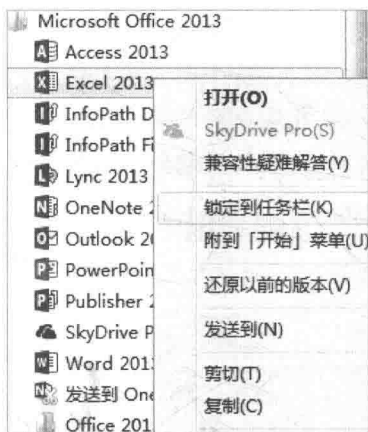 Microsoft Office 2013
Access 2013
Excel 2013
InfoPath D
InfoPath Fi
Lync 2013
OneNote
Outlook 20
PowerPoin
Publisher
SkyDrive P
Word 201
发送到 One
Office 201
打开(O)
SkyDrive Pro(S)
兼容性疑难解答(Y)
锁定到任务栏(K)
附到「开始」菜单(U)
还原以前的版本(V)
发送到(N)
剪切(T)
复制(C)